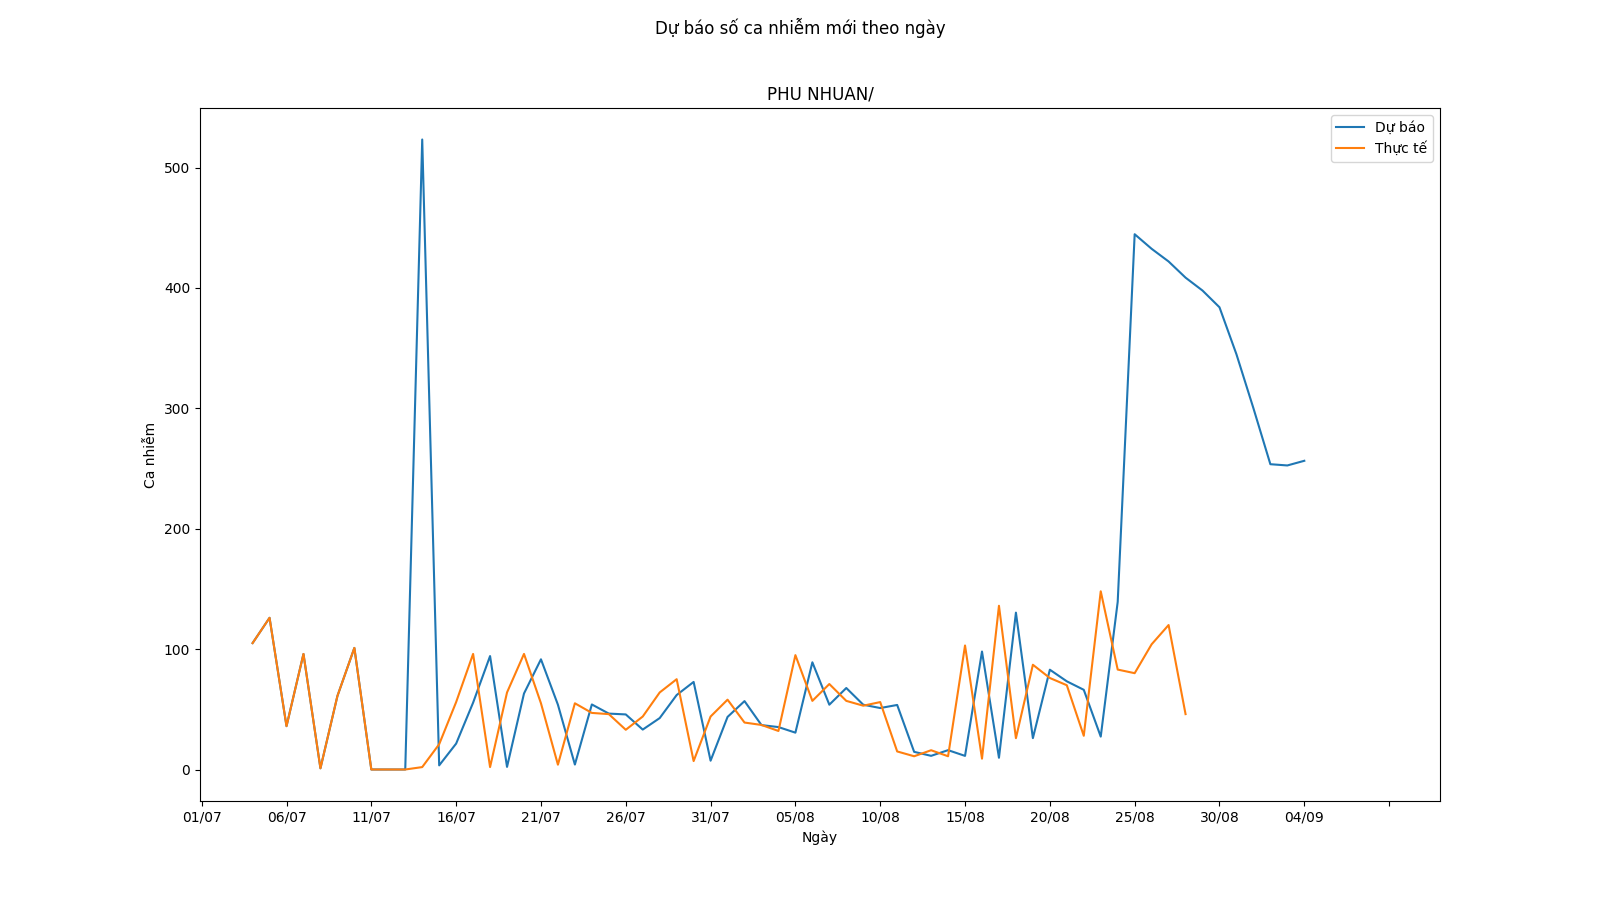 Dự báo số ca nhiễm mới theo ngày
PHU NHUAN/
Dự báo
Thực tế
500
400
300
200
100
0
Ca nhiễm
01/07 06/07 11/07 16/07 21/07 26/07 31/07 05/08 10/08 15/08 20/08 25/08 30/08 04/09
Ngày